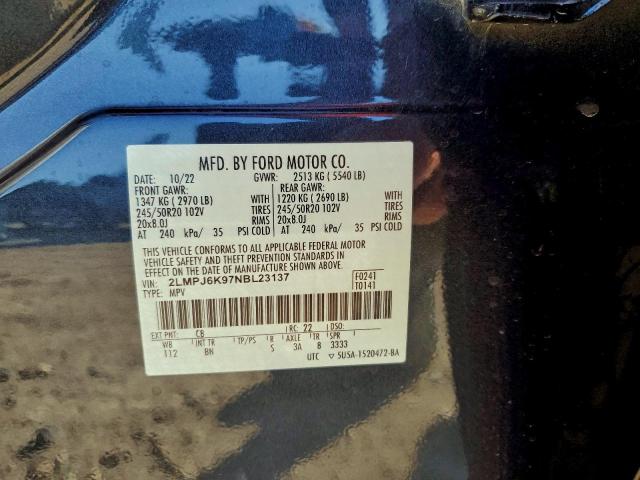 MFD. BY FORD MOTOR CO.
DATE: 10/22 GVWR: 2513 KG ( 5540 LB)
FRONT GAWR: REAR GAWR:
1347 KG ( 2970 LB) WITH 1220 KG ( 2690 LB) WITH
245/50R20 102V TIRES 245/50R20 102V TIRES
20x8.0J RIMS 20x8.0J RIMS
AT 240 kPa/ 35 PSI COLD AT 240 kPa/ 35 PSI COLD
THIS VEHICLE CONFORMS TO ALL APPLICABLE FEDERAL MOTOR
VEHICLE SAFETY AND THEFT PREVENTION STANDARDS IN
EFFECT ON THE DATE OF MANUFACTURE SHOWN ABOVE.
VIN: 2LMPJ6K97NBL23137 F0241
TYPE: MPV T0141
EXT PNT: CB RC: 22 DSO:
WB INT TR TP/PS R AXLE TR SPR
112 BN S 3A 8 3333
UTC ▽ 5USA-1520472-BA